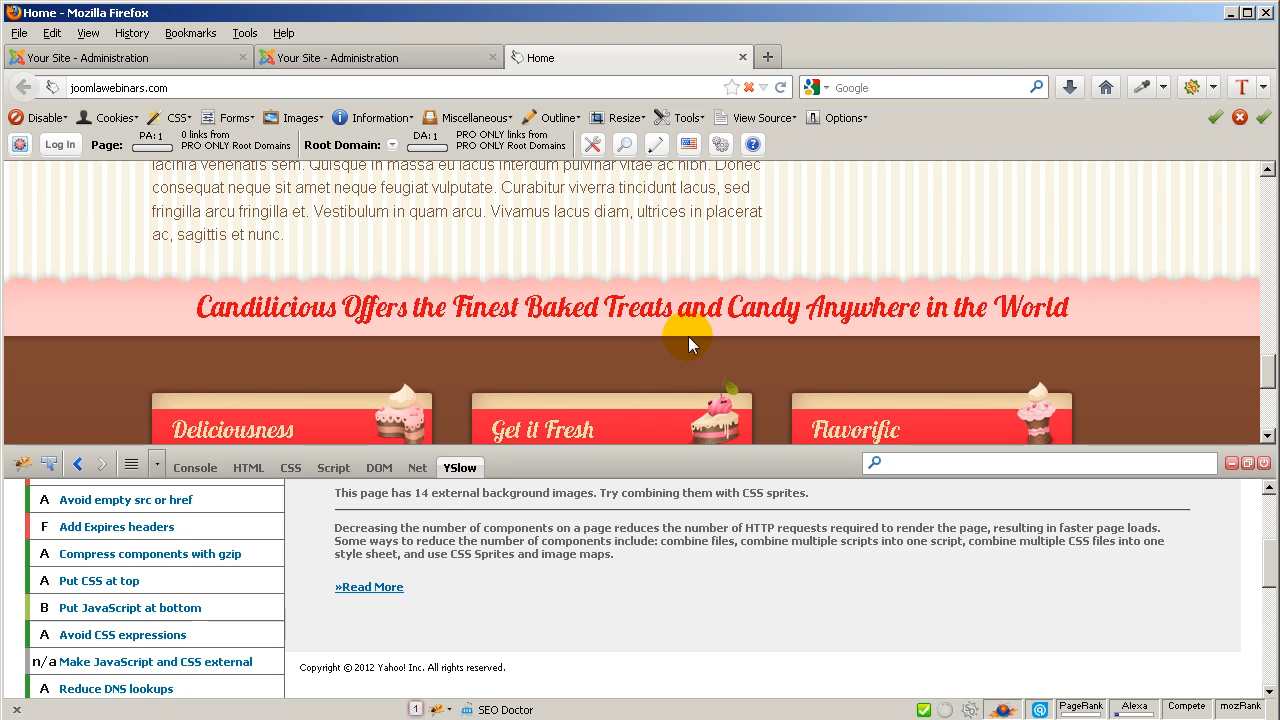 Home - Mozilla Firefox
File Edit View History Bookmarks Tools Help
Your Site - Administration Your Site - Administration Home
Google
Disable Cookies CSS Forms Images Information Miscellaneous Outline Resize Tools View Source Options
Log In Page: PA: 1 0 links from PRO ONLY Root Domains Root Domain: DA: 1 PRO ONLY links from PRO ONLY Root Domains
consequat neque sit amet neque feugiat vulputate. Curabitur viverra tincidunt lacus, sed
fringilla arcu fringilla et. Vestibulum in quam arcu. Vivamus lacus diam, ultrices in placerat
ac, sagittis et nunc.
Candilicious Offers the Finest Baked Treats and Candy Anywhere in the World
Deliciousness Get it Fresh Flavorific
Console HTML CSS Script DOM Net YSlow
A Avoid empty src or href
F Add Expires headers
A Compress components with gzip
A Put CSS at top
B Put JavaScript at bottom
A Avoid CSS expressions
n/a Make JavaScript and CSS external
A Reduce DNS lookups
This page has 14 external background images. Try combining them with CSS sprites.
Decreasing the number of components on a page reduces the number of HTTP requests required to render the page, resulting in faster page loads.
Some ways to reduce the number of components include: combine files, combine multiple scripts into one script, combine multiple CSS files into one
style sheet, and use CSS Sprites and image maps.
»Read More
Copyright © 2012 Yahoo! Inc. All rights reserved.
1 SEO Doctor PageRank Alexa Compete mozRank